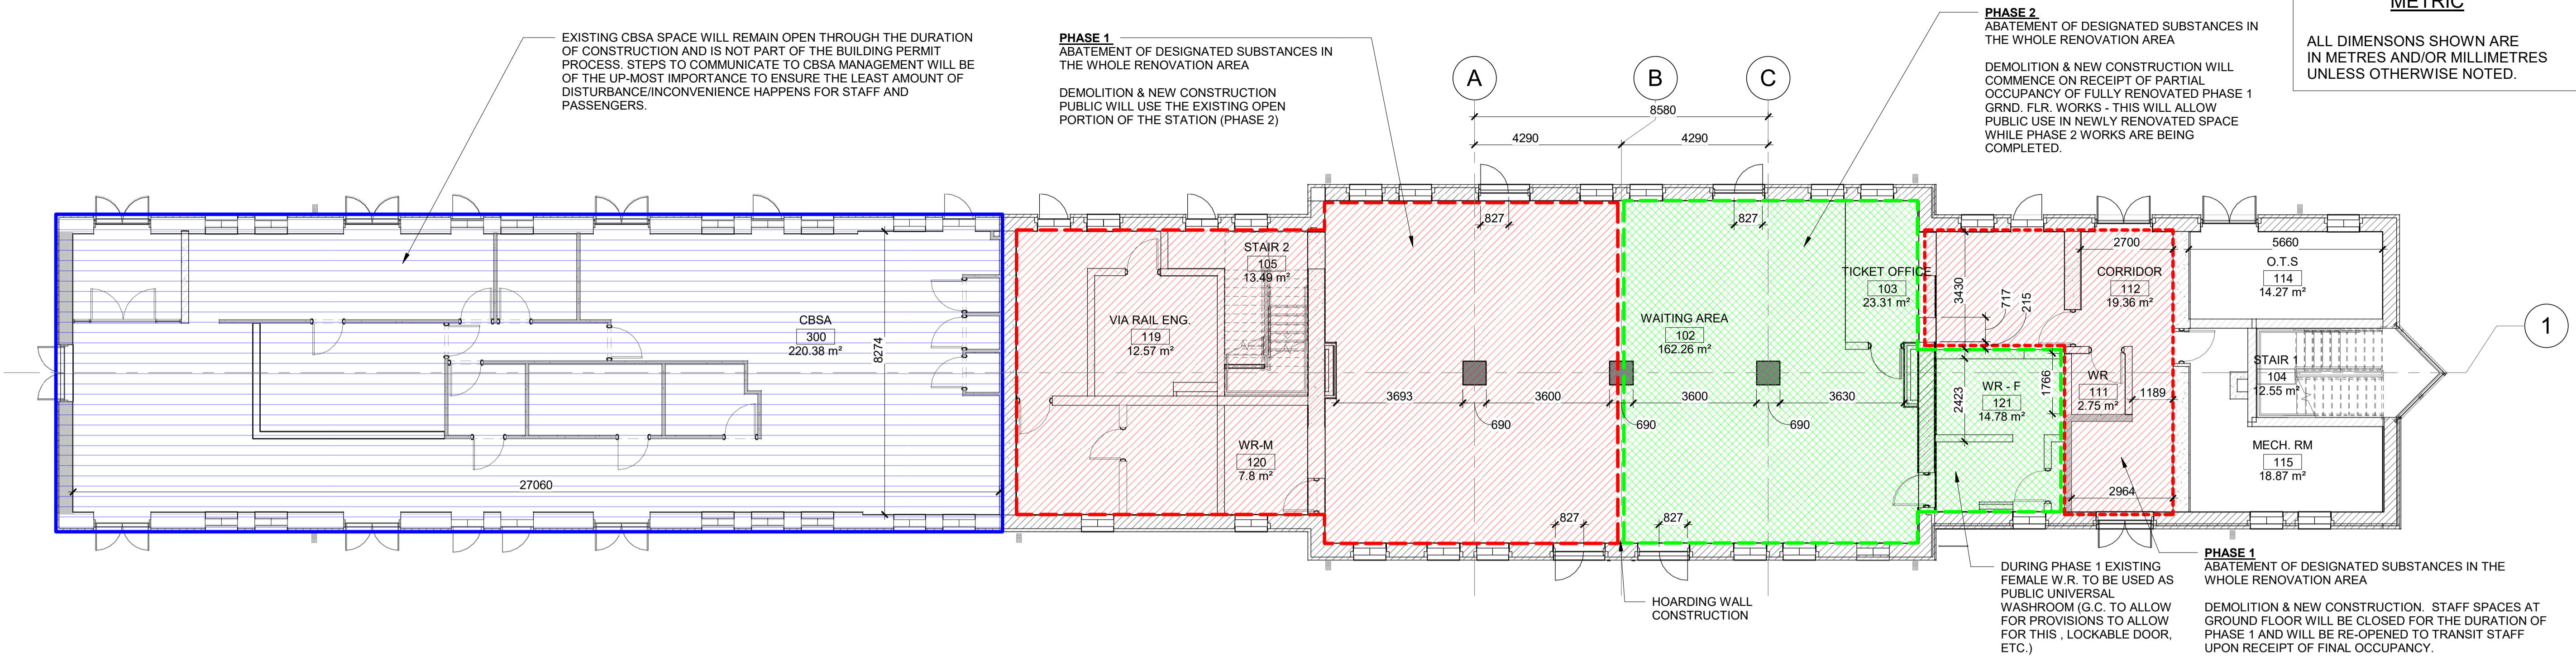 EXISTING CBSA SPACE WILL REMAIN OPEN THROUGH THE DURATION
OF CONSTRUCTION AND IS NOT PART OF THE BUILDING PERMIT
PROCESS. STEPS TO COMMUNICATE TO CBSA MANAGEMENT WILL BE
OF THE UP-MOST IMPORTANCE TO ENSURE THE LEAST AMOUNT OF
DISTURBANCE/INCONVENIENCE HAPPENS FOR STAFF AND
PASSENGERS.
PHASE 1
ABATEMENT OF DESIGNATED SUBSTANCES IN
THE WHOLE RENOVATION AREA
DEMOLITION & NEW CONSTRUCTION
PUBLIC WILL USE THE EXISTING OPEN
PORTION OF THE STATION (PHASE 2)
PHASE 2
ABATEMENT OF DESIGNATED SUBSTANCES IN
THE WHOLE RENOVATION AREA
DEMOLITION & NEW CONSTRUCTION WILL
COMMENCE ON RECEIPT OF PARTIAL
OCCUPANCY OF FULLY RENOVATED PHASE 1
GRND. FLR. WORKS - THIS WILL ALLOW
PUBLIC USE IN NEWLY RENOVATED SPACE
WHILE PHASE 2 WORKS ARE BEING
COMPLETED.
METRIC
ALL DIMENSONS SHOWN ARE
IN METRES AND/OR MILLIMETRES
UNLESS OTHERWISE NOTED.
A
B
C
8580
4290
4290
827
827
CBSA
300
220.38 m²
8274
27060
VIA RAIL ENG.
119
12.57 m²
STAIR 2
105
13.49 m²
WR-M
120
7.8 m²
3693
3600
3600
3630
690
690
690
827
827
WAITING AREA
102
162.26 m²
TICKET OFFICE
103
23.31 m²
3430
717
215
2700
CORRIDOR
112
19.36 m²
5660
O.T.S
114
14.27 m²
1
WR - F
121
14.78 m²
2423
1766
WR
111
2.75 m²
1189
STAIR 1
104
12.55 m²
MECH. RM
115
18.87 m²
2964
HOARDING WALL
CONSTRUCTION
DURING PHASE 1 EXISTING
FEMALE W.R. TO BE USED AS
PUBLIC UNIVERSAL
WASHROOM (G.C. TO ALLOW
FOR PROVISIONS TO ALLOW
FOR THIS , LOCKABLE DOOR,
ETC.)
PHASE 1
ABATEMENT OF DESIGNATED SUBSTANCES IN THE
WHOLE RENOVATION AREA
DEMOLITION & NEW CONSTRUCTION. STAFF SPACES AT
GROUND FLOOR WILL BE CLOSED FOR THE DURATION OF
PHASE 1 AND WILL BE RE-OPENED TO TRANSIT STAFF
UPON RECEIPT OF FINAL OCCUPANCY.